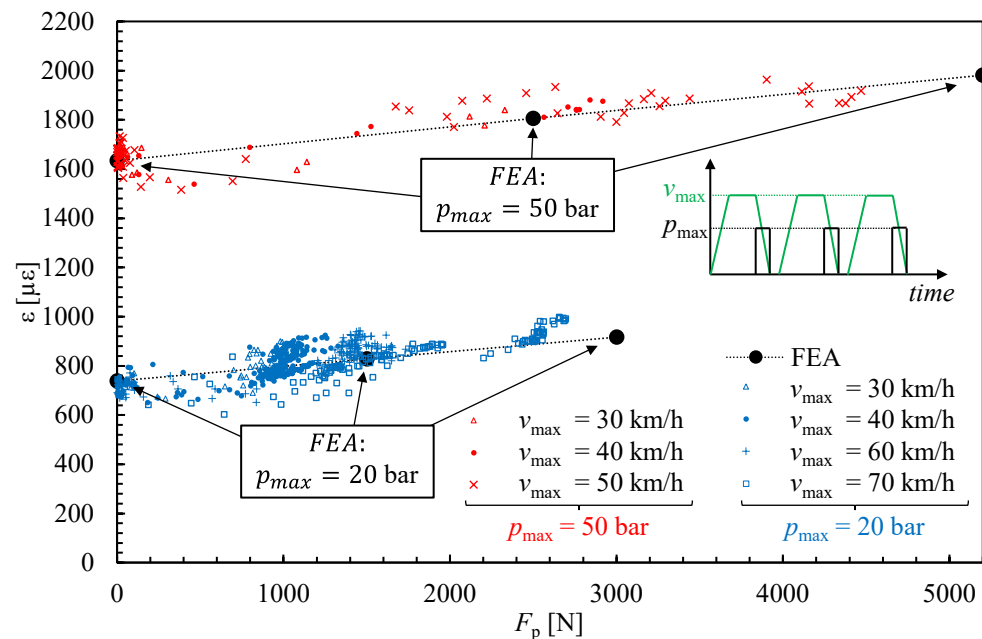 2200
2000
1800
1600
1400
1200
1000
800
600
400
200
0
ε [με]
0
1000
2000
3000
4000
5000
F_p [N]
FEA:
p_max = 50 bar
FEA:
p_max = 20 bar
v_max
p_max
time
FEA
v_max = 30 km/h
v_max = 40 km/h
v_max = 50 km/h
p_max = 50 bar
v_max = 30 km/h
v_max = 40 km/h
v_max = 60 km/h
v_max = 70 km/h
p_max = 20 bar